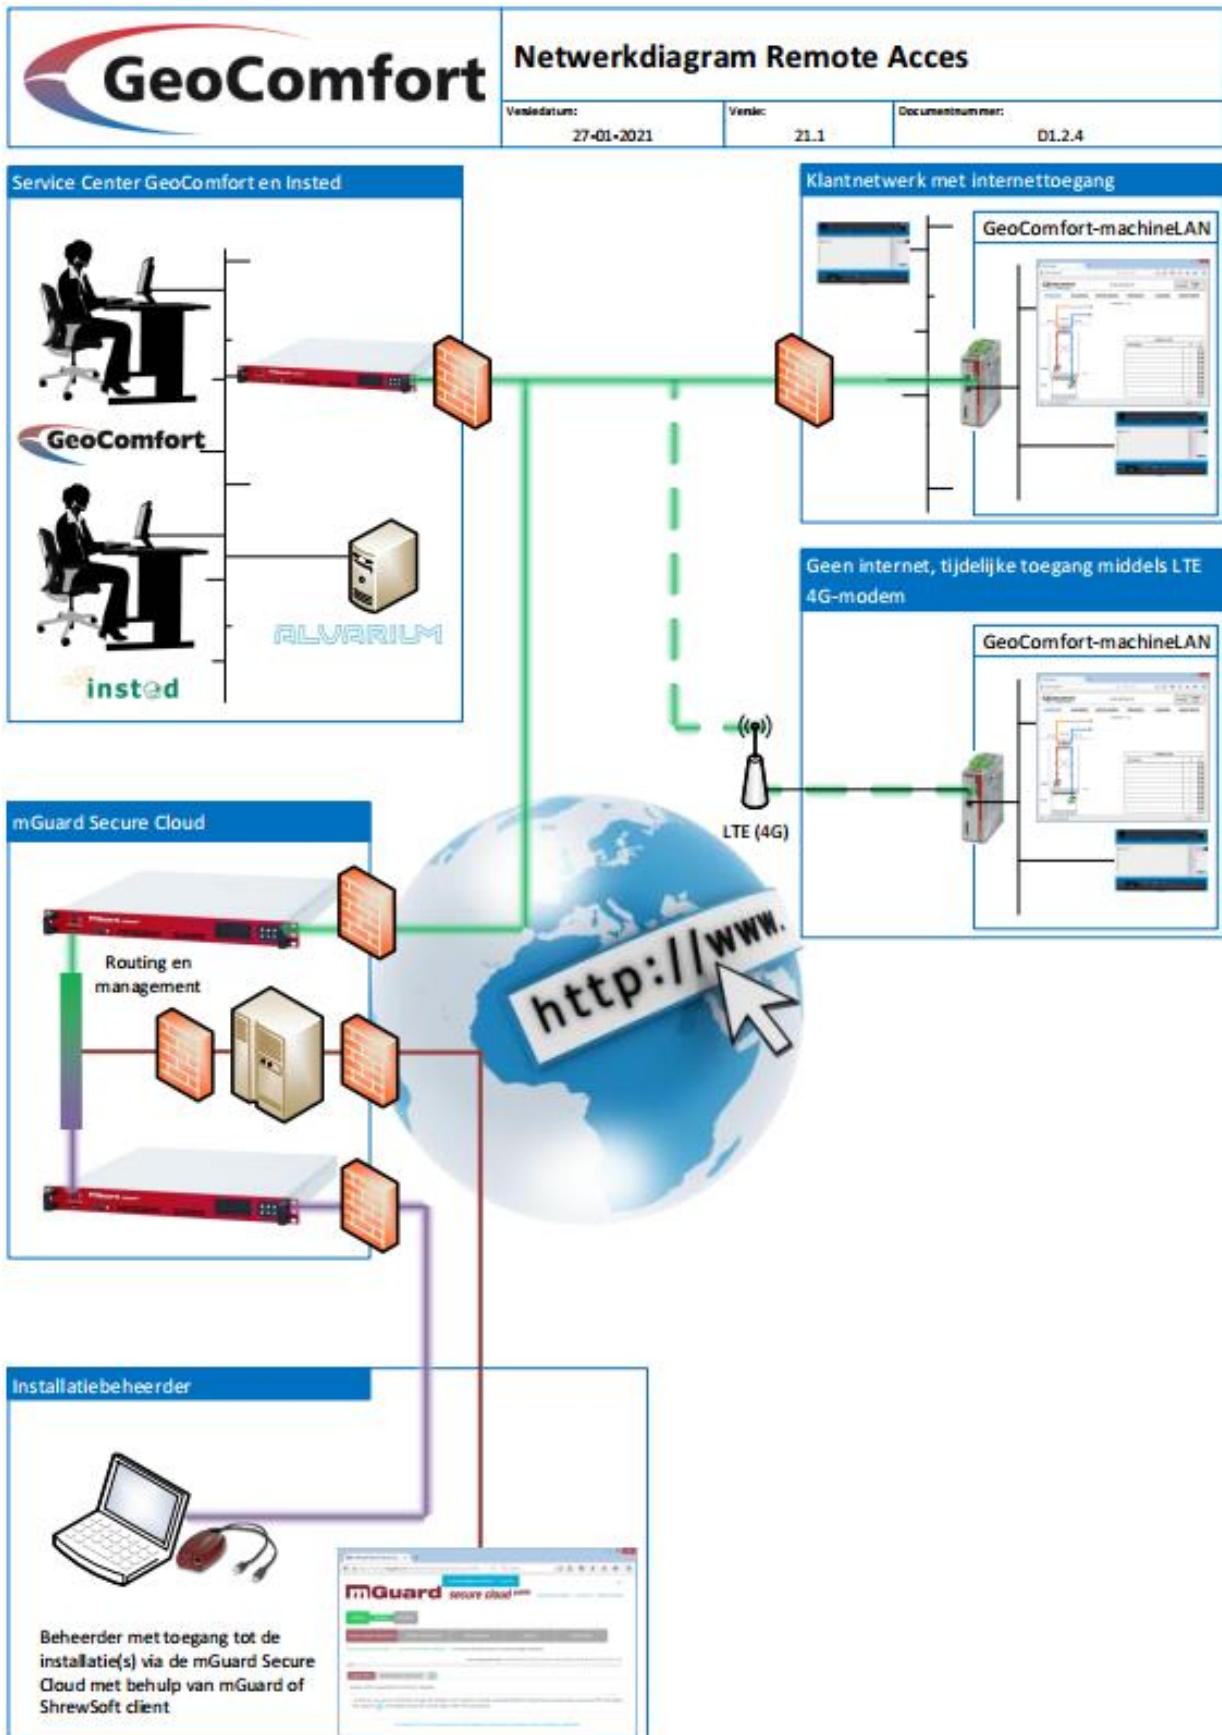 GeoComfort
Netwerkdiagram Remote Acces
Versiedatum:
27-01-2021
Versie:
21.1
Documentnummer:
D1.2.4
Service Center GeoComfort en Insted
GeoComfort
ALVARIUM
insted
Klantnetwerk met internettoegang
GeoComfort-machineLAN
Geen internet, tijdelijke toegang middels LTE
4G-modem
GeoComfort-machineLAN
LTE (4G)
mGuard Secure Cloud
Routing en
management
http://www.
Installatiebeheerder
Beheerder met toegang tot de
installatie(s) via de mGuard Secure
Cloud met behulp van mGuard of
ShrewSoft client
mGuard secure cloud